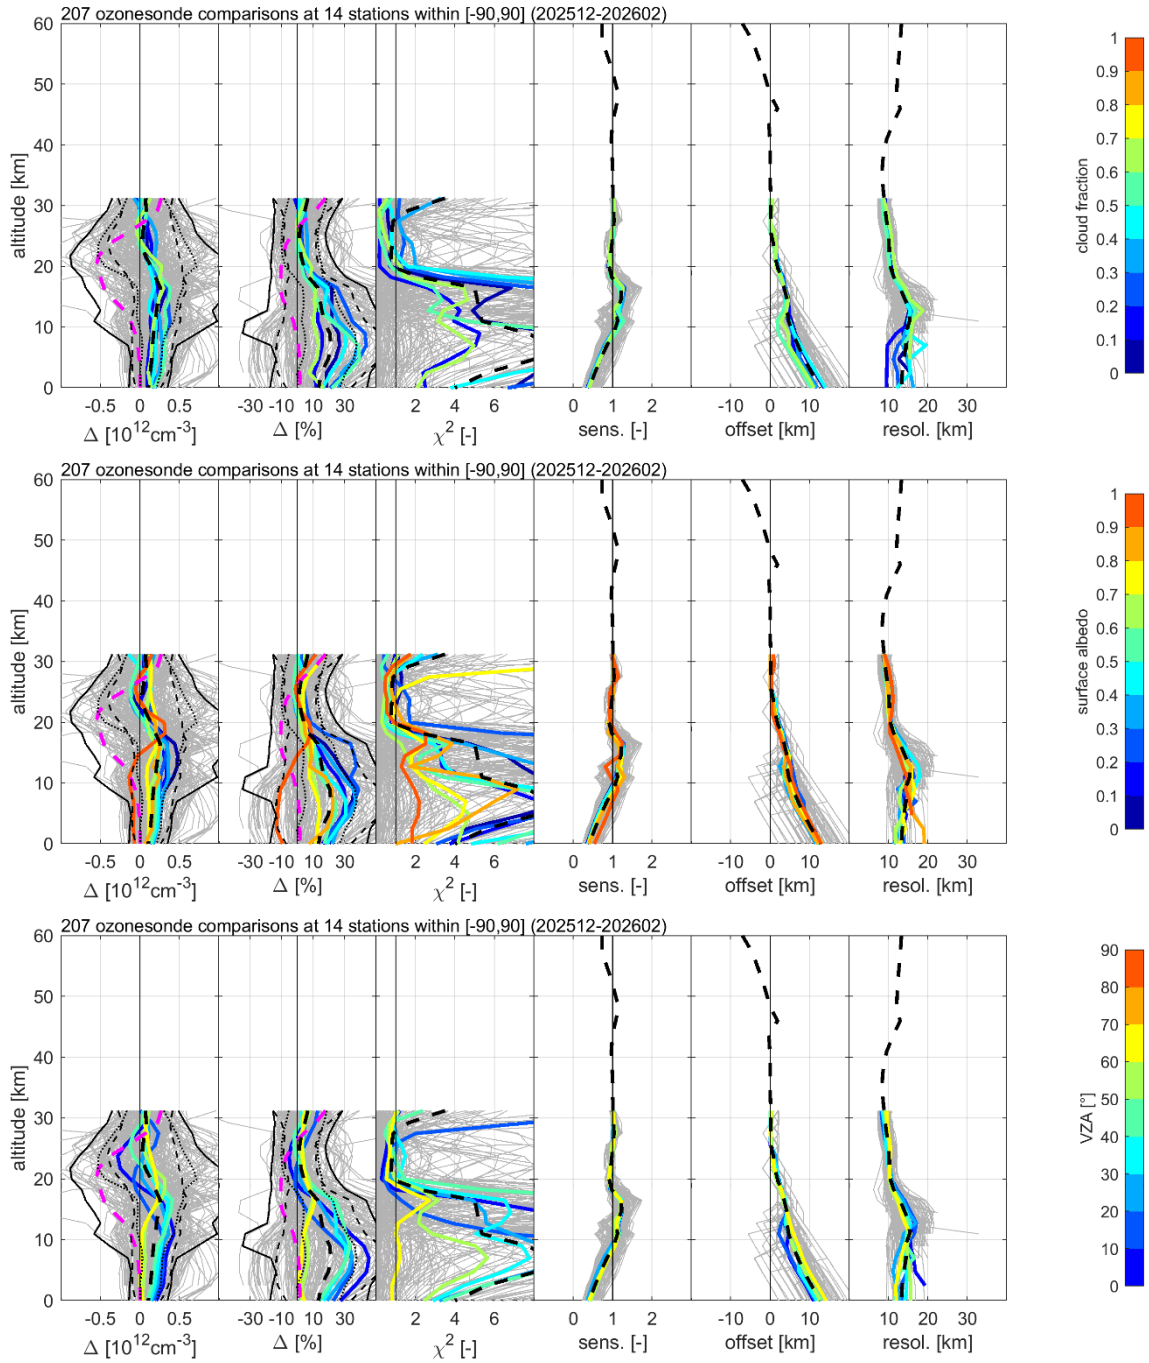 207 ozonesonde comparisons at 14 stations within [-90,90] (202512-202602)
60
50
40
30
20
10
0
altitude [km]
-0.5 0 0.5
-30 -10 10 30
2 4 6
0 1 2
-10 0 10
10 20 30
Δ [10¹²cm⁻³]
Δ [%]
χ² [-]
sens. [-]
offset [km]
resol. [km]
1
0.9
0.8
0.7
0.6
0.5
0.4
0.3
0.2
0.1
0
cloud fraction
207 ozonesonde comparisons at 14 stations within [-90,90] (202512-202602)
60
50
40
30
20
10
0
altitude [km]
-0.5 0 0.5
-30 -10 10 30
2 4 6
0 1 2
-10 0 10
10 20 30
Δ [10¹²cm⁻³]
Δ [%]
χ² [-]
sens. [-]
offset [km]
resol. [km]
1
0.9
0.8
0.7
0.6
0.5
0.4
0.3
0.2
0.1
0
surface albedo
207 ozonesonde comparisons at 14 stations within [-90,90] (202512-202602)
60
50
40
30
20
10
0
altitude [km]
-0.5 0 0.5
-30 -10 10 30
2 4 6
0 1 2
-10 0 10
10 20 30
Δ [10¹²cm⁻³]
Δ [%]
χ² [-]
sens. [-]
offset [km]
resol. [km]
90
80
70
60
50
40
30
20
10
0
VZA [°]